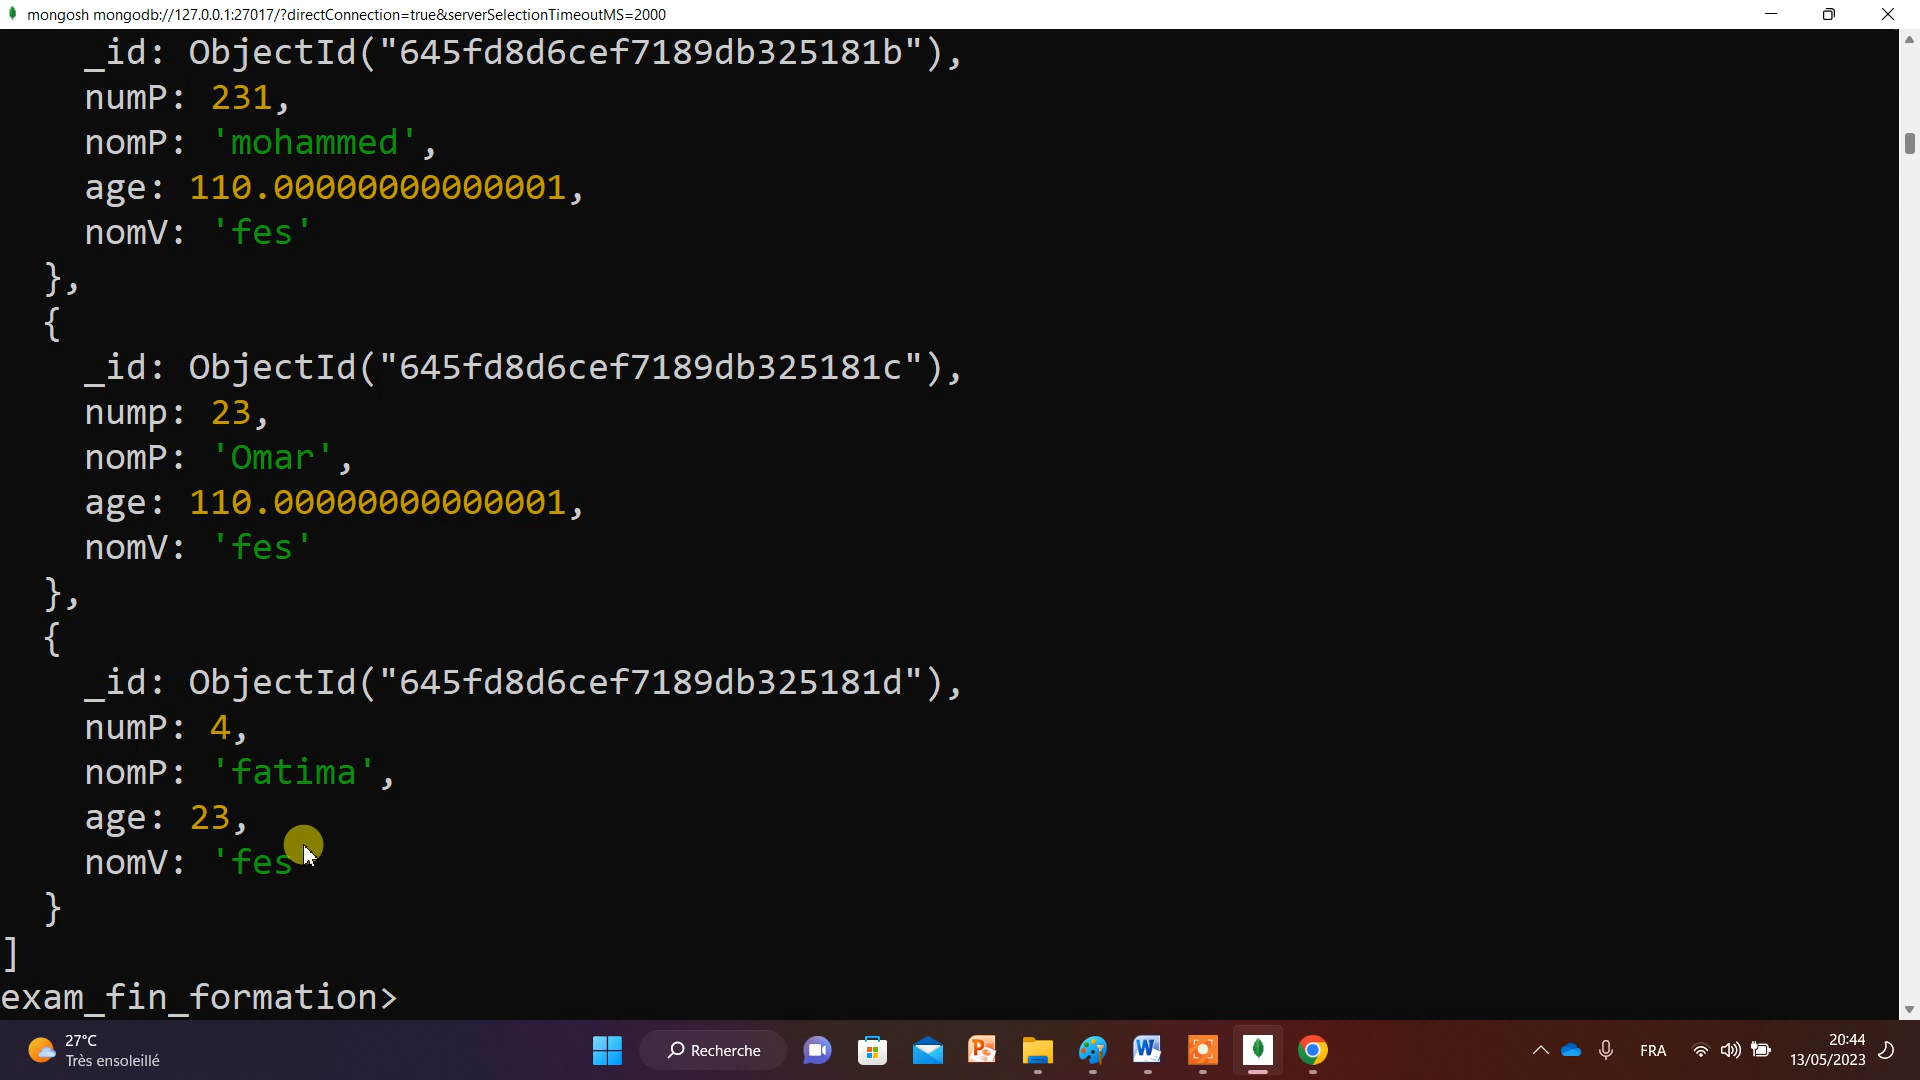 mongosh mongodb://127.0.0.1:27017/?directConnection=true&serverSelectionTimeoutMS=2000
_id: ObjectId("645fd8d6cef7189db325181b"),
numP: 231,
nomP: 'mohammed',
age: 110.00000000000001,
nomV: 'fes'
},
{
_id: ObjectId("645fd8d6cef7189db325181c"),
nump: 23,
nomP: 'Omar',
age: 110.00000000000001,
nomV: 'fes'
},
{
_id: ObjectId("645fd8d6cef7189db325181d"),
numP: 4,
nomP: 'fatima',
age: 23,
nomV: 'fes'
}
]
exam_fin_formation>
27°C
Très ensoleillé
Recherche
FRA
20:44
13/05/2023